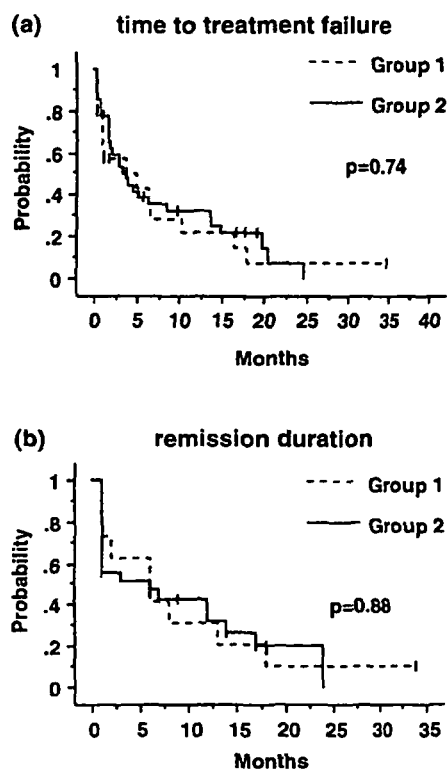 (a) time to treatment failure
Group 1
Group 2
p=0.74
Probability
1
.8
.6
.4
.2
0
0 5 10 15 20 25 30 35 40
Months
(b) remission duration
Group 1
Group 2
p=0.88
Probability
1
.8
.6
.4
.2
0
0 5 10 15 20 25 30 35
Months